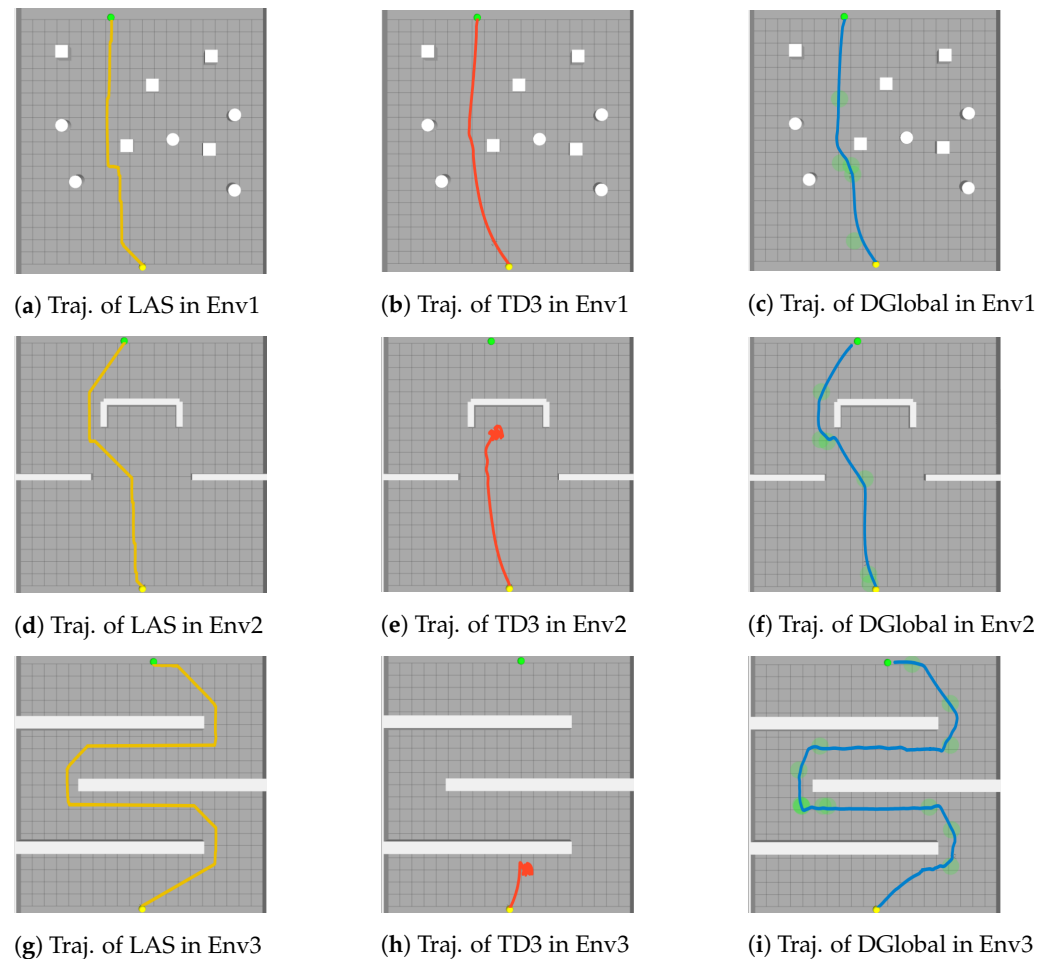 (a) Traj. of LAS in Env1
(b) Traj. of TD3 in Env1
(c) Traj. of DGlobal in Env1
(d) Traj. of LAS in Env2
(e) Traj. of TD3 in Env2
(f) Traj. of DGlobal in Env2
(g) Traj. of LAS in Env3
(h) Traj. of TD3 in Env3
(i) Traj. of DGlobal in Env3